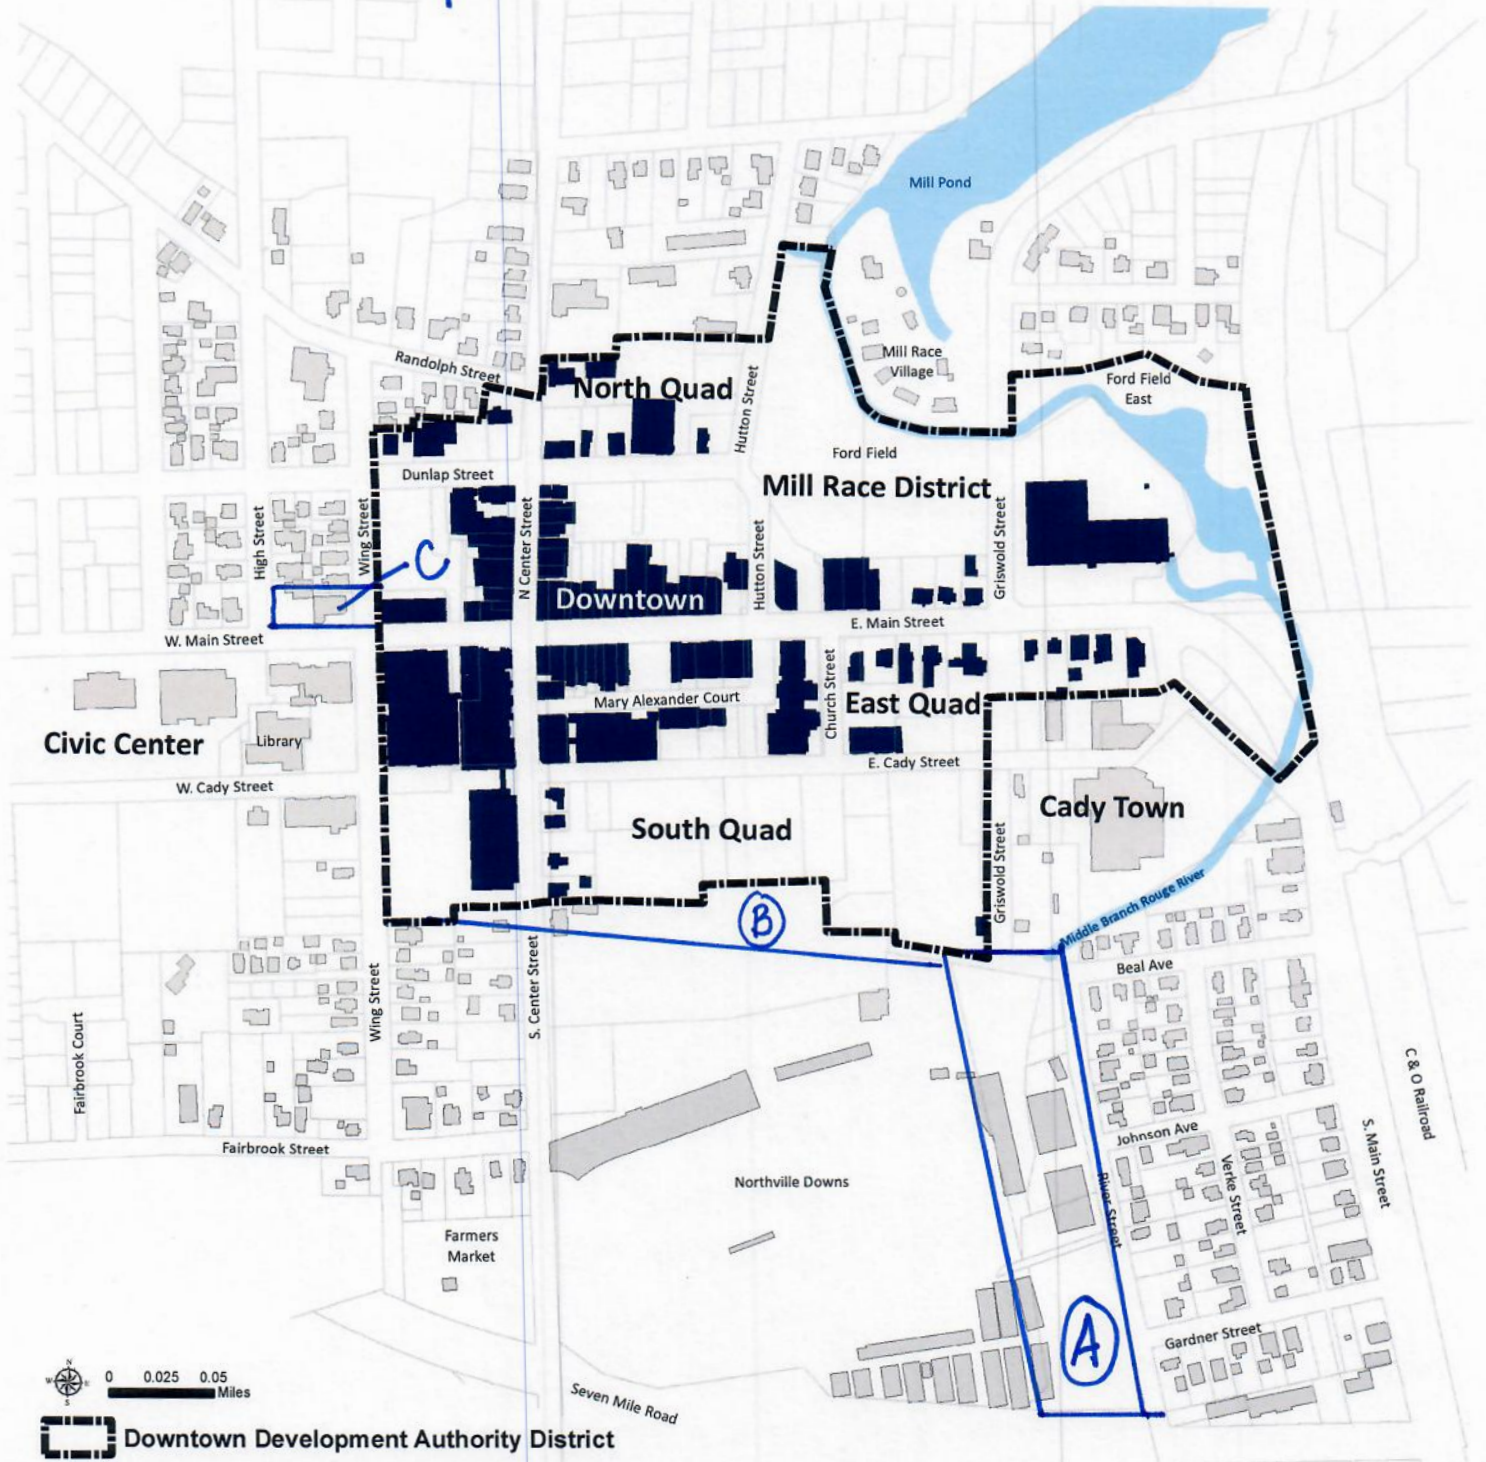 Mill Pond
Mill Race
Village
Ford Field
East
Randolph Street
North Quad
Hutton Street
Ford Field
Dunlap Street
Mill Race District
High Street
Wing Street
N Center Street
Hutton Street
Griswold Street
C
Downtown
E. Main Street
W. Main Street
Mary Alexander Court
Church Street
East Quad
Civic Center
Library
E. Cady Street
W. Cady Street
Cady Town
South Quad
Griswold Street
Middle Branch Rouge River
B
Beal Ave
Wing Street
S. Center Street
Fairbrook Court
C & O Railroad
Johnson Ave
S. Main Street
Fairbrook Street
Verke Street
River Street
Northville Downs
Farmers
Market
A
Gardner Street
N
W
E
S
0 0.025 0.05
Miles
Seven Mile Road
Downtown Development Authority District